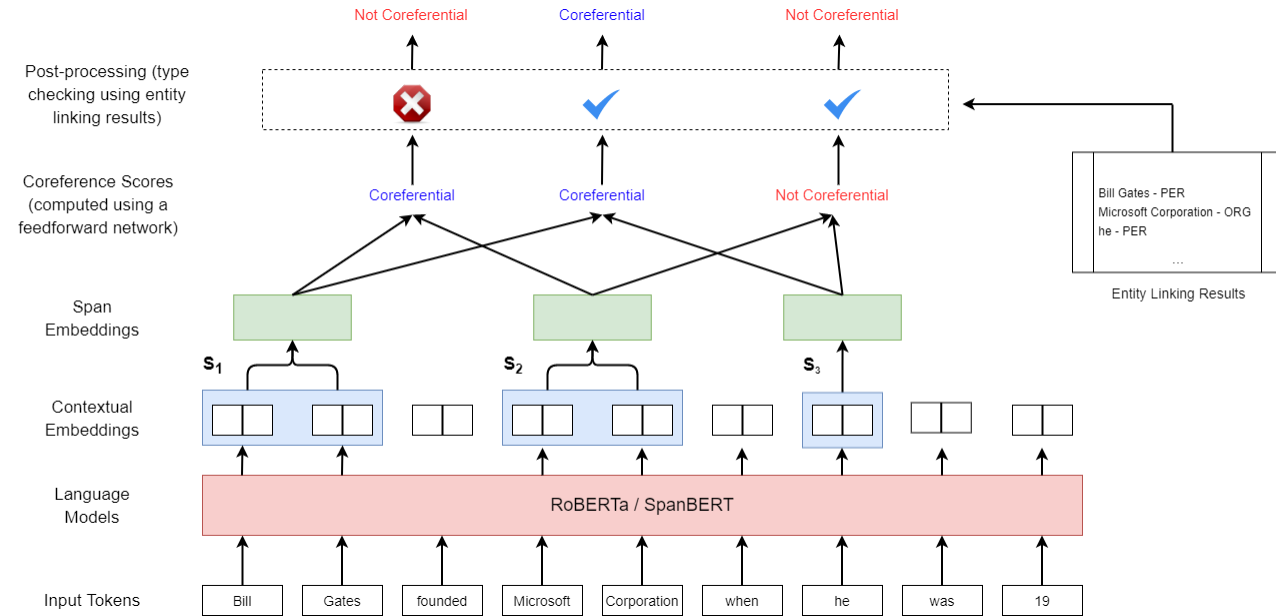 Not Coreferential
Coreferential
Not Coreferential
Post-processing (type
checking using entity
linking results)
Coreference Scores
(computed using a
feedforward network)
Coreferential
Coreferential
Not Coreferential
Bill Gates - PER
Microsoft Corporation - ORG
he - PER
...
Entity Linking Results
Span
Embeddings
S1
S2
S3
Contextual
Embeddings
Language
Models
RoBERTa / SpanBERT
Input Tokens
Bill
Gates
founded
Microsoft
Corporation
when
he
was
19